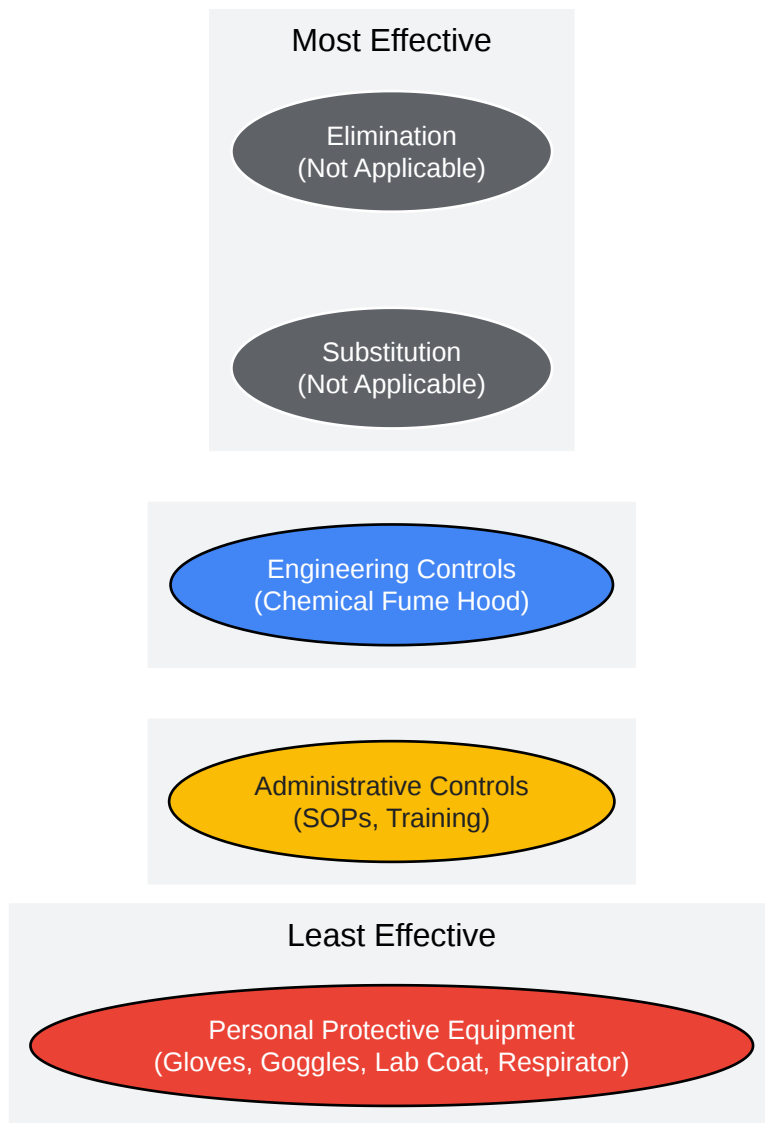 Most Effective
Elimination
(Not Applicable)
Substitution
(Not Applicable)
Engineering Controls
(Chemical Fume Hood)
Administrative Controls
(SOPs, Training)
Least Effective
Personal Protective Equipment
(Gloves, Goggles, Lab Coat, Respirator)